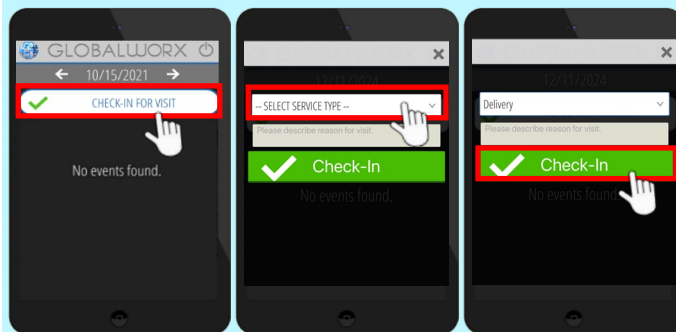 GLOBALWORX
10/15/2021
CHECK-IN FOR VISIT
No events found.
12/11/2024
-- SELECT SERVICE TYPE --
Please describe reason for visit.
Check-In
No events found.
12/11/2024
Delivery
Please describe reason for visit.
Check-In
No events found